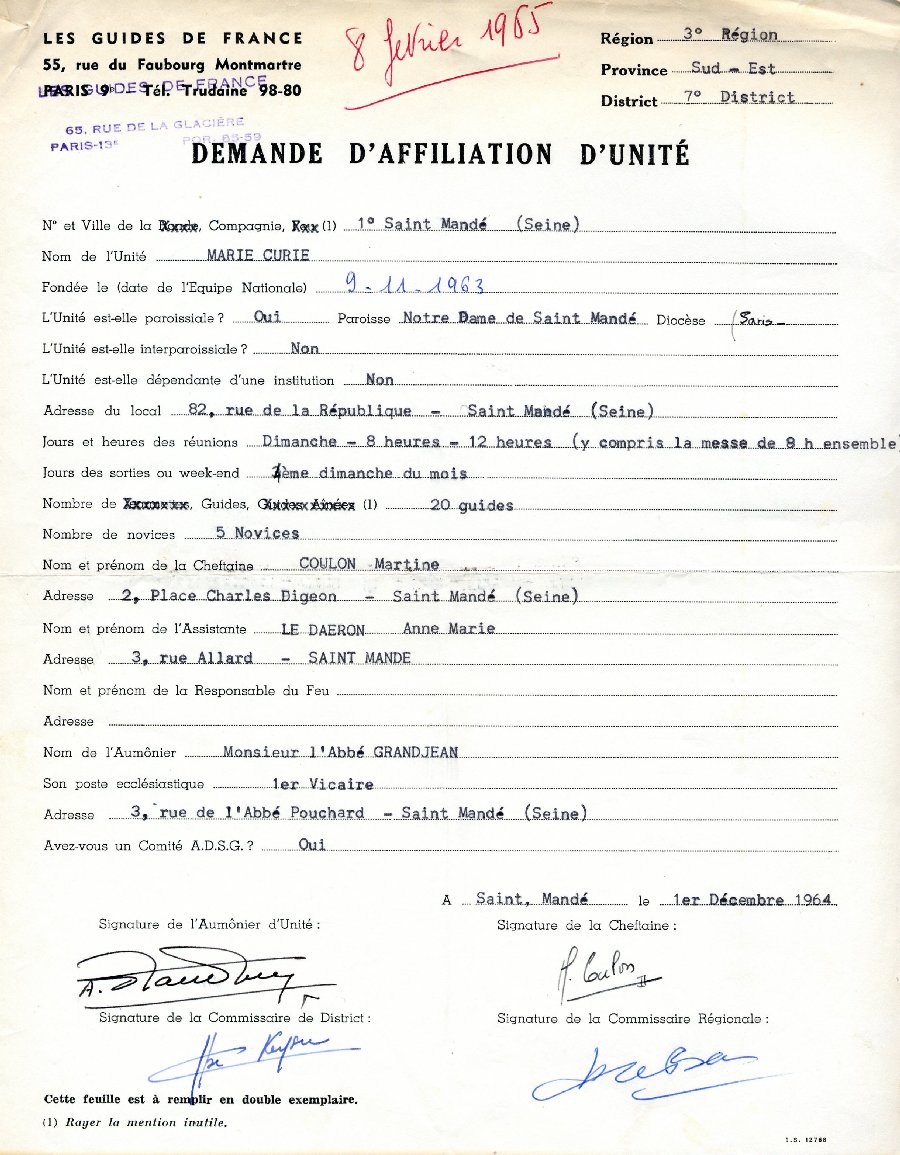 LES GUIDES DE FRANCE
55, rue du Faubourg Montmartre
PARIS 9e - Tél. Trudaine 98-80
LES GUIDES DE FRANCE
65, RUE DE LA GLACIÈRE
PARIS-13e POR. 85-59
8 fevrier 1965
Région 3° Région
Province Sud - Est
District 7° District
DEMANDE D'AFFILIATION D'UNITÉ
N° et Ville de la , Compagnie, (1) 1° Saint Mandé (Seine)
Nom de l'Unité MARIE CURIE
Fondée le (date de l'Equipe Nationale) 9 - 11 - 1963
L'Unité est-elle paroissiale ? Oui Paroisse Notre Dame de Saint Mandé Diocèse Paris
L'Unité est-elle interparoissiale ? Non
L'Unité est-elle dépendante d'une institution Non
Adresse du local 82, rue de la République - Saint Mandé (Seine)
Jours et heures des réunions Dimanche - 8 heures - 12 heures (y compris la messe de 8 h ensemble)
Jours des sorties ou week-end ème dimanche du mois
Nombre de , Guides, Guides Aînées (1) 20 guides
Nombre de novices 5 Novices
Nom et prénom de la Cheftaine COULON Martine
Adresse 2, Place Charles Digeon - Saint Mandé (Seine)
Nom et prénom de l'Assistante LE DAERON Anne Marie
Adresse 3, rue Allard - SAINT MANDE
Nom et prénom de la Responsable du Feu
Adresse
Nom de l'Aumônier Monsieur l'Abbé GRANDJEAN
Son poste ecclésiastique 1er Vicaire
Adresse 3, rue de l'Abbé Pouchard - Saint Mandé (Seine)
Avez-vous un Comité A.D.S.G. ? Oui
A Saint, Mandé le 1er Décembre 1964
Signature de l'Aumônier d'Unité : Signature de la Cheftaine :
M. Coulon
Signature de la Commissaire de District : Signature de la Commissaire Régionale :
Cette feuille est à remplir en double exemplaire.
(1) Rayer la mention inutile.
I.S. 12788